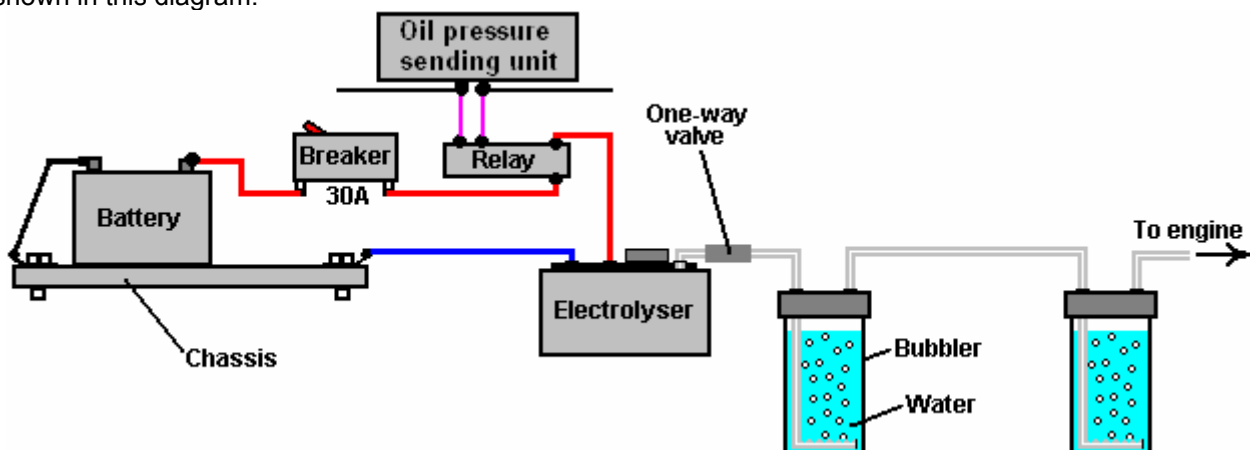 shown in this diagram:
Oil pressure
sending unit
One-way
valve
Breaker
Relay
30A
Battery
To engine
Electrolyser
Chassis
Bubbler
Water